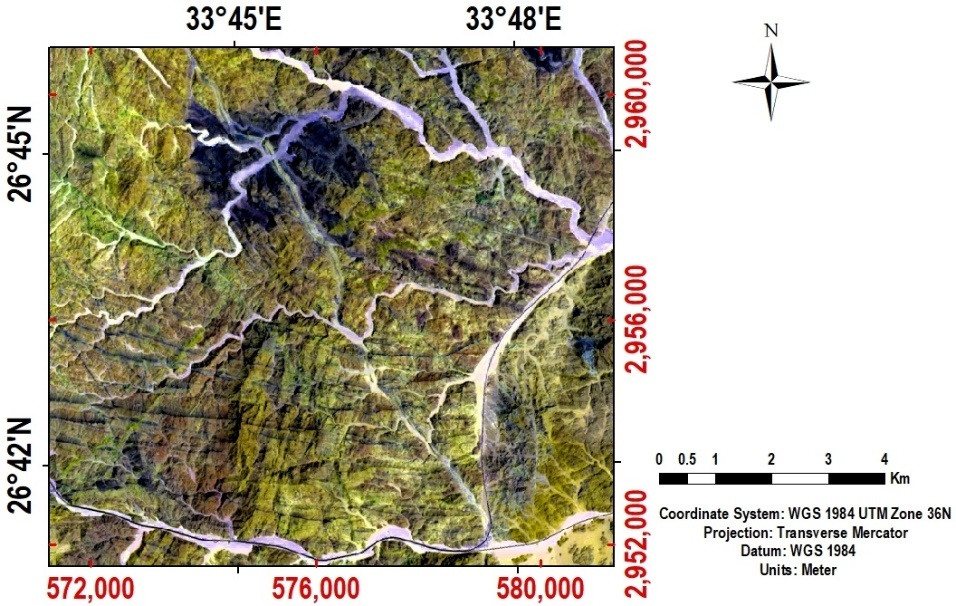 33°45'E 33°48'E
N
2,960,000
26°45'N
2,956,000
26°42'N
0 0.5 1 2 3 4
Km
Coordinate System: WGS 1984 UTM Zone 36N
Projection: Transverse Mercator
Datum: WGS 1984
Units: Meter
2,952,000
572,000 576,000 580,000